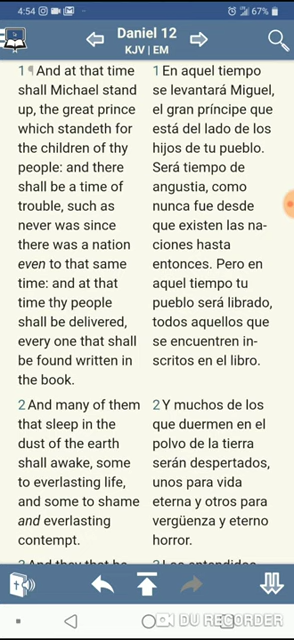 4:54
67%
Daniel 12
KJV | EM
1 ¶ And at that time
shall Michael stand
up, the great prince
which standeth for
the children of thy
people: and there
shall be a time of
trouble, such as
never was since
there was a nation
even to that same
time: and at that
time thy people
shall be delivered,
every one that shall
be found written in
the book.
2 And many of them
that sleep in the
dust of the earth
shall awake, some
to everlasting life,
and some to shame
and everlasting
contempt.
3 And they that be
1 En aquel tiempo
se levantará Miguel,
el gran príncipe que
está del lado de los
hijos de tu pueblo.
Será tiempo de
angustia, como
nunca fue desde
que existen las na-
ciones hasta
entonces. Pero en
aquel tiempo tu
pueblo será librado,
todos aquellos que
se encuentren in-
scritos en el libro.
2 Y muchos de los
que duermen en el
polvo de la tierra
serán despertados,
unos para vida
eterna y otros para
vergüenza y eterno
horror.
3 Los entendidos
DU RECORDER